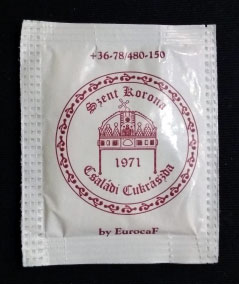 +36-78/480-150
Szent Korona
1971
Családi Cukrászda
by EurocaF